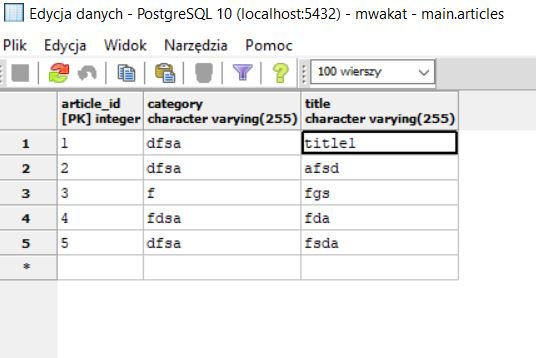 Edycja danych - PostgreSQL 10 (localhost:5432) - mwakat - main.articles
Plik Edycja Widok Narzędzia Pomoc
100 wierszy
article_id category title
[PK] integer character varying(255) character varying(255)
1 1 dfsa title1
2 2 dfsa afsd
3 3 f fgs
4 4 fdsa fda
5 5 dfsa fsda
*